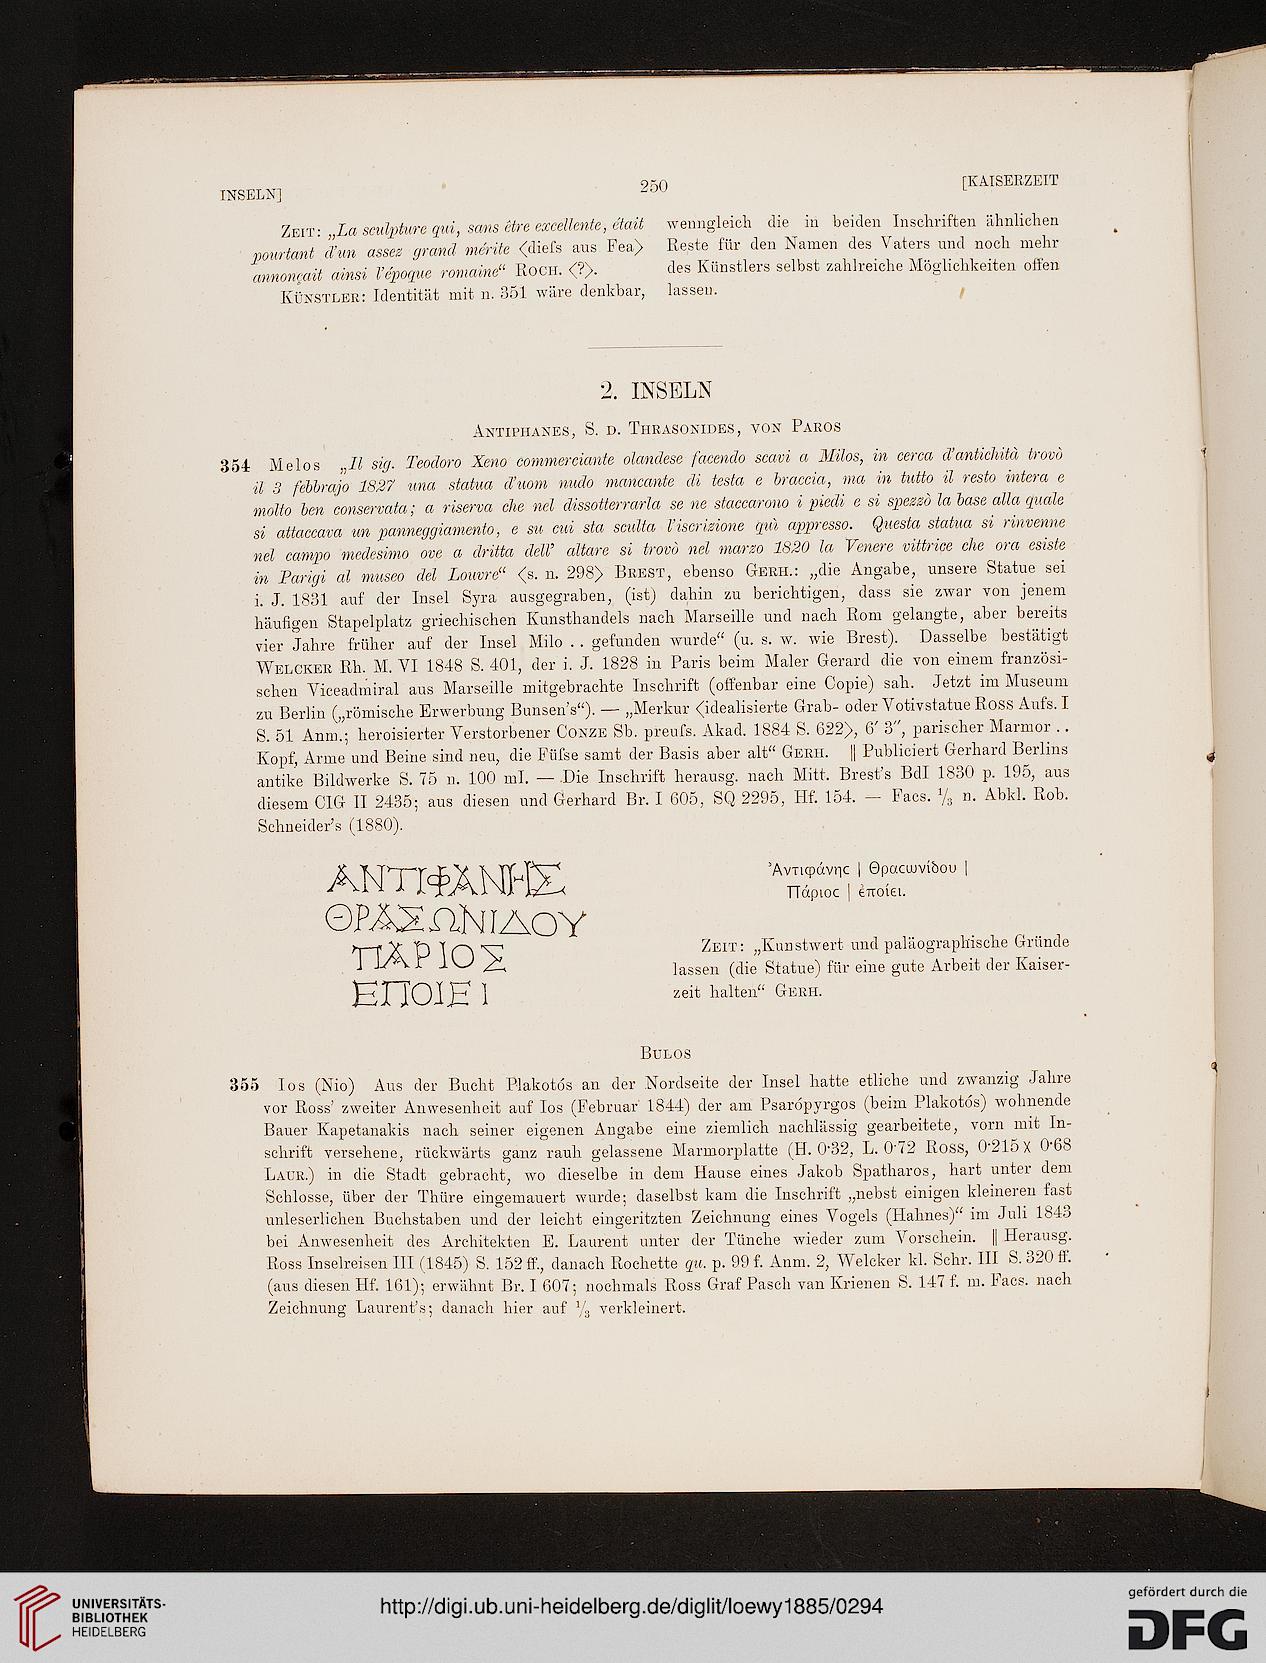 INSELN]
250
[KAISERZEIT
ZEIT: „La sculpture qui, sans être excellente, était
pourtant d'un assez grand mérite <diefs aus Fea>
annonçait ainsi l'époque romaine“ ROCH. <?>.
KÜNSTLER: Identität mit n. 351 wäre denkbar,
wenngleich die in beiden Inschriften ähnlichen
Reste für den Namen des Vaters und noch mehr
des Künstlers selbst zahlreiche Möglichkeiten offen
lassen.
2. INSELN
ANTIPHANES, S. D. THRASONIDES, VON PAROS
354 Melos „Il sig. Teodoro Xeno commerciante olandese facendo scavi a Milos, in cerca d'antichità trovò
il 3 febbrajo 1827 una statua d'uom nudo mancante di testa e braccia, ma in tutto il resto intera e
molto ben conservata; a riserva che nel dissotterrarla se ne staccarono i piedi e si spezzò la base alla quale
si attaccava un panneggiamento, e su cui sta sculta l'iscrizione quì appresso. Questa statua si rinvenne
nel campo medesimo ove a dritta dell' altare si trovò nel marzo 1820 la Venere vittrice che ora esiste
in Parigi al museo del Louvre“ <s. n. 298> BREST, ebenso GERH.: „die Angabe, unsere Statue sei
i. J. 1831 auf der Insel Syra ausgegraben, (ist) dahin zu berichtigen, dass sie zwar von jenem
häufigen Stapelplatz griechischen Kunsthandels nach Marseille und nach Rom gelangte, aber bereits
vier Jahre früher auf der Insel Milo .. gefunden wurde“ (u. s. w. wie Brest). Dasselbe bestätigt
WELCKER Rh. M. VI 1848 S. 401, der i. J. 1828 in Paris beim Maler Gerard die von einem französi-
schen Viceadmiral aus Marseille mitgebrachte Inschrift (offenbar eine Copie) sah. Jetzt im Museum
zu Berlin („römische Erwerbung Bunsen's“). — „Merkur <idealisierte Grab- oder Votivstatue ROSS Aufs. I
S. 51 Anm.; heroisierter Verstorbener CONZE Sb. preufs. Akad. 1884 S. 622>, 6′ 3″, parischer Marmor ..
Kopf, Arme und Beine sind neu, die Füfse samt der Basis aber alt“ GERH. || Publiciert Gerhard Berlins
antike Bildwerke S. 75 n. 100 mI. — Die Inschrift herausg. nach Mitt. Brest's BdI 1830 p. 195, aus
diesem CIG II 2435; aus diesen und Gerhard Br. I 605, SQ 2295, Hf. 154. — Facs. 1/3 n. Abkl. Rob.
Schneider's (1880).
ΑΝΤΙΦΑΝΗΣ
ΘΡΑΣΩΝΙΔΟΥ
ΠΑΡΙΟΣ
ΕΠΟΙΕΙ
Ἀντιφάνης | Θρασωνίδου |
Πάριος | ἐποίει.
ZEIT: „Kunstwert und paläographische Gründe
lassen (die Statue) für eine gute Arbeit der Kaiser-
zeit halten“ GERH.
BULOS
355 Ios (Nio) Aus der Bucht Plakotós an der Nordseite der Insel hatte etliche und zwanzig Jahre
vor Ross' zweiter Anwesenheit auf Ios (Februar 1844) der am Psarópyrgos (beim Plakotós) wohnende
Bauer Kapetanakis nach seiner eigenen Angabe eine ziemlich nachlässig gearbeitete, vorn mit In-
schrift versehene, rückwärts ganz rauh gelassene Marmorplatte (H. 0·32, L. 0·72 Ross, 0·215 x 0·68
LAUR.) in die Stadt gebracht, wo dieselbe in dem Hause eines Jakob Spatharos, hart unter dem
Schlosse, über der Thüre eingemauert wurde; daselbst kam die Inschrift „nebst einigen kleineren fast
unleserlichen Buchstaben und der leicht eingeritzten Zeichnung eines Vogels (Hahnes)“ im Juli 1843
bei Anwesenheit des Architekten E. Laurent unter der Tünche wieder zum Vorschein. || Herausg.
Ross Inselreisen III (1845) S. 152 ff., danach Rochette qu. p. 99 f. Anm. 2, Welcker kl. Schr. III S. 320 ff.
(aus diesen Hf. 161); erwähnt Br. I 607; nochmals Ross Graf Pasch van Krienen S. 147 f. m. Facs. nach
Zeichnung Laurent's; danach hier auf 1/3 verkleinert.
UNIVERSITÄTS-
BIBLIOTHEK
HEIDELBERG
http://digi.ub.uni-heidelberg.de/diglit/loewy1885/0294
gefördert durch die
DFG